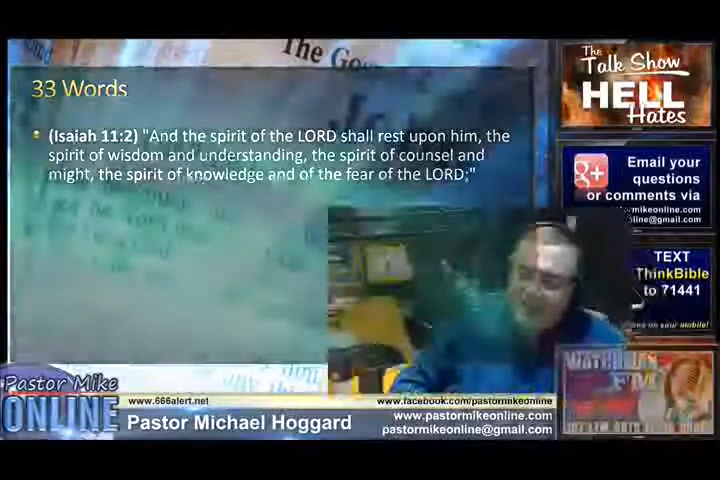 The Go
33 Words
(Isaiah 11:2) "And the spirit of the LORD shall rest upon him, the
spirit of wisdom and understanding, the spirit of counsel and
might, the spirit of knowledge and of the fear of the LORD;"
The
Talk Show
HELL
Hates
g+
Email your
questions
or comments via
TEXT
ThinkBible
to 71441
WATCHMAN
Pastor Mike
ONLINE
www.666alert.net
www.facebook.com/pastormikeonline
Pastor Michael Hoggard
www.pastormikeonline.com
pastormikeonline@gmail.com